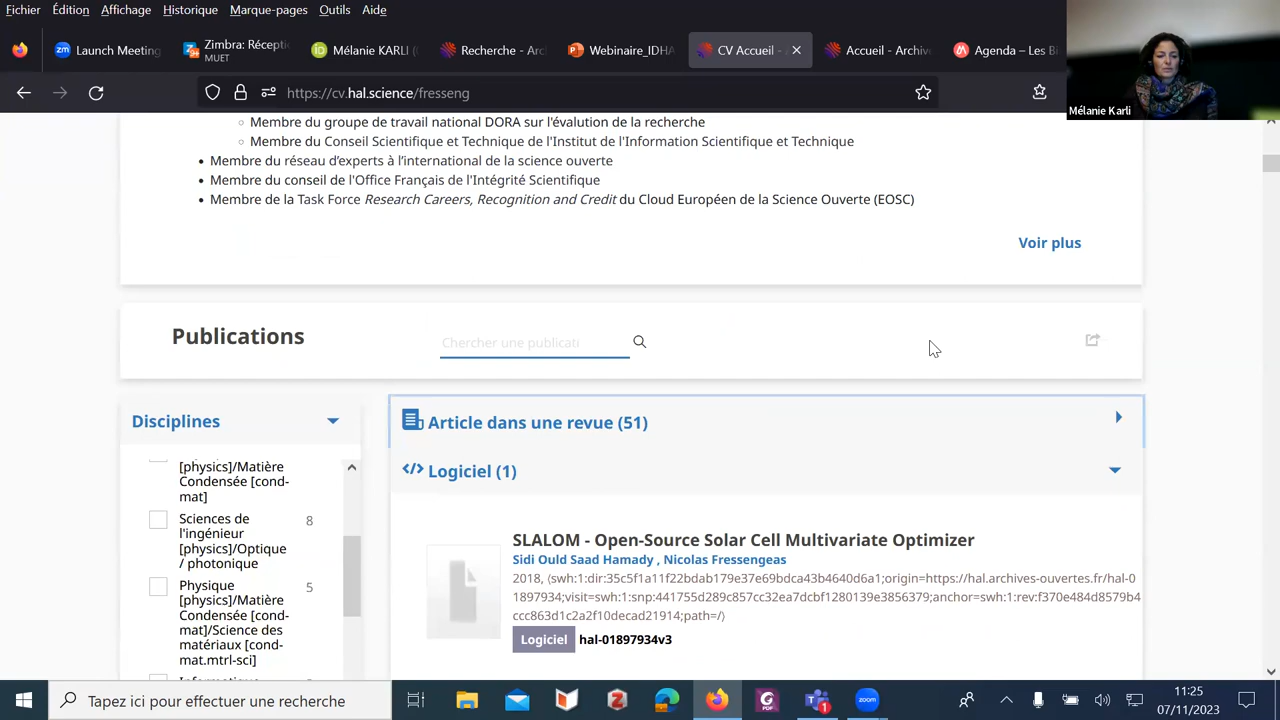 Fichier Édition Affichage Historique Marque-pages Outils Aide
Launch Meeting
Zimbra: Récepti
MUET
Mélanie KARLI (
Recherche - Arc
Webinaire_IDHA
CV Accueil -
Accueil - Archive
Agenda – Les Bi
https://cv.hal.science/fresseng
Mélanie Karli
Membre du groupe de travail national DORA sur l'évalution de la recherche
Membre du Conseil Scientifique et Technique de l'Institut de l'Information Scientifique et Technique
Membre du réseau d’experts à l’international de la science ouverte
Membre du conseil de l'Office Français de l'Intégrité Scientifique
Membre de la Task Force Research Careers, Recognition and Credit du Cloud Européen de la Science Ouverte (EOSC)
Voir plus
Publications
Chercher une publicati
Disciplines
[physics]/Matière
Condensée [cond-
mat]
Sciences de 8
l'ingénieur
[physics]/Optique
/ photonique
Physique 5
[physics]/Matière
Condensée [cond-
mat]/Science des
matériaux [cond-
mat.mtrl-sci]
Article dans une revue (51)
Logiciel (1)
SLALOM - Open-Source Solar Cell Multivariate Optimizer
Sidi Ould Saad Hamady , Nicolas Fressengeas
2018, ⟨swh:1:dir:35c5f1a11f22bdab179e37e69bdca43b4640d6a1;origin=https://hal.archives-ouvertes.fr/hal-0
1897934;visit=swh:1:snp:441755d289c857cc32ea7dcbf1280139e3856379;anchor=swh:1:rev:f370e484d8579b4
ccc863d1c2a2f10decad21914;path=/⟩
Logiciel hal-01897934v3
Tapez ici pour effectuer une recherche
11:25
07/11/2023